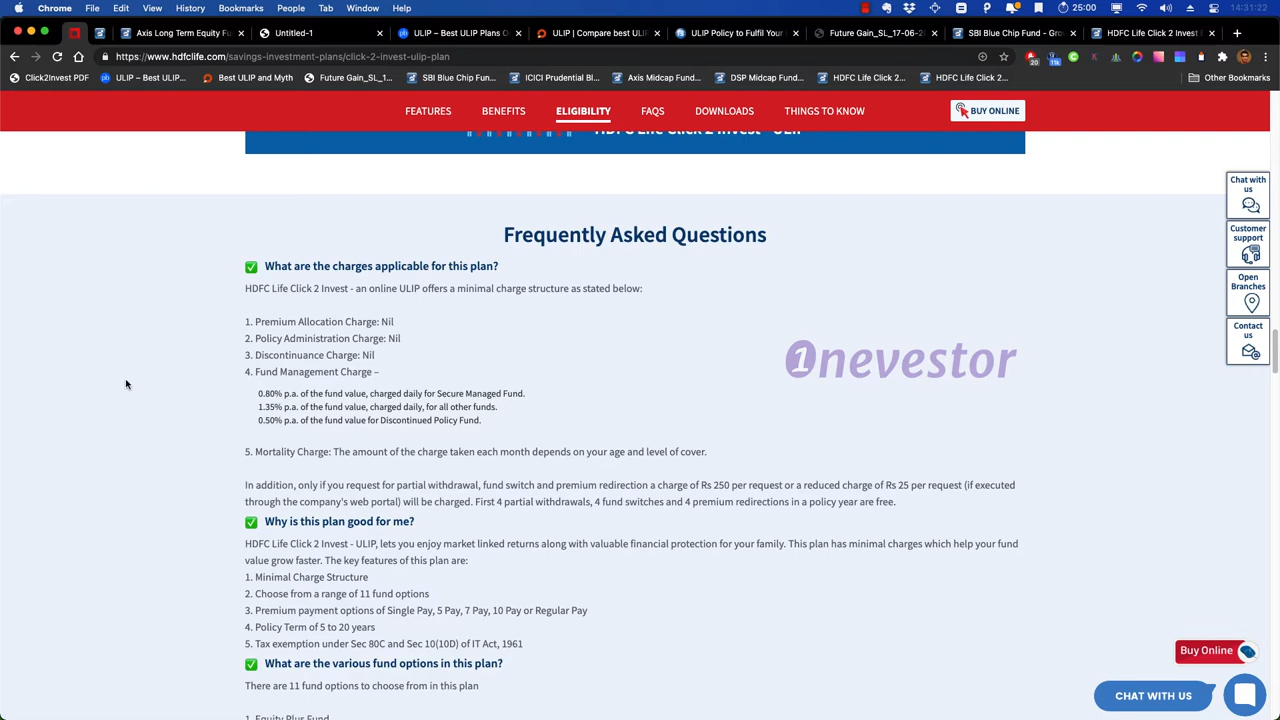 Chrome File Edit View History Bookmarks Profiles Tab Window Help 25:00 14:31:22
Axis Long Term Equity Fu Untitled-1 ULIP – Best ULIP Plans O ULIP | Compare best UL ULIP Policy to Fulfil Your Future Gain_SL_17-06-2 SBI Blue Chip Fund - Gro HDFC Life Click 2 Invest
https://www.hdfclife.com/savings-investment-plans/click-2-invest-ulip-plan
Click2Invest PDF ULIP – Best ULIP... Best ULIP and Myth Future Gain_SL_1... SBI Blue Chip Fun... ICICI Prudential Bl... Axis Midcap Fund... DSP Midcap Fund... HDFC Life Click 2... HDFC Life Click 2... Other Bookmarks
FEATURES BENEFITS ELIGIBILITY FAQS DOWNLOADS THINGS TO KNOW BUY ONLINE
HDFC Life Click 2 Invest - ULIP
Chat with us
Customer support
Open Branches
Contact us
Frequently Asked Questions
What are the charges applicable for this plan?
HDFC Life Click 2 Invest - an online ULIP offers a minimal charge structure as stated below:
1. Premium Allocation Charge: Nil
2. Policy Administration Charge: Nil
3. Discontinuance Charge: Nil
4. Fund Management Charge –
1nevestor
0.80% p.a. of the fund value, charged daily for Secure Managed Fund.
1.35% p.a. of the fund value, charged daily, for all other funds.
0.50% p.a. of the fund value for Discontinued Policy Fund.
5. Mortality Charge: The amount of the charge taken each month depends on your age and level of cover.
In addition, only if you request for partial withdrawal, fund switch and premium redirection a charge of Rs 250 per request or a reduced charge of Rs 25 per request (if executed
through the company's web portal) will be charged. First 4 partial withdrawals, 4 fund switches and 4 premium redirections in a policy year are free.
Why is this plan good for me?
HDFC Life Click 2 Invest - ULIP, lets you enjoy market linked returns along with valuable financial protection for your family. This plan has minimal charges which help your fund
value grow faster. The key features of this plan are:
1. Minimal Charge Structure
2. Choose from a range of 11 fund options
3. Premium payment options of Single Pay, 5 Pay, 7 Pay, 10 Pay or Regular Pay
4. Policy Term of 5 to 20 years
5. Tax exemption under Sec 80C and Sec 10(10D) of IT Act, 1961
Buy Online
What are the various fund options in this plan?
There are 11 fund options to choose from in this plan
CHAT WITH US
1. Equity Plus Fund